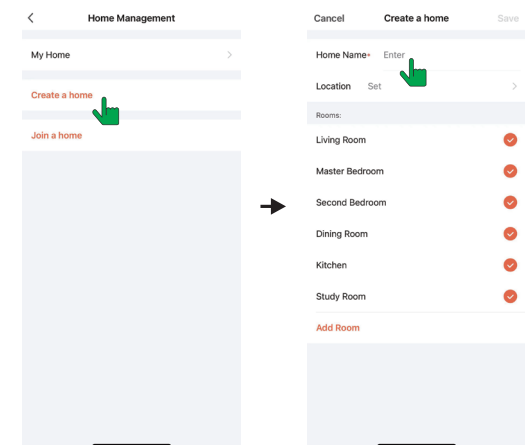 Home Management
My Home
Create a home
Join a home
Cancel Create a home Save
Home Name* Enter
Location Set
Rooms:
Living Room
Master Bedroom
Second Bedroom
Dining Room
Kitchen
Study Room
Add Room